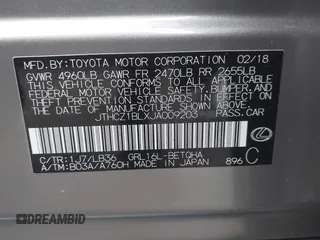 MFD.BY: TOYOTA MOTOR CORPORATION 02/18
GVWR 4960LB GAWR FR 2470LB RR 2655LB
THIS VEHICLE CONFORMS TO ALL APPLICABLE
FEDERAL MOTOR VEHICLE SAFETY, BUMPER, AND
THEFT PREVENTION STANDARDS IN EFFECT ON
THE DATE OF MANUFACTURE SHOWN ABOVE.
JTHCZ1BLXJA009203 PASS.CAR
C/TR: 1J7/LB36 GRL16L-BETQHA
A/TM: B03A/A760H MADE IN JAPAN 896 C
© DREAMBID